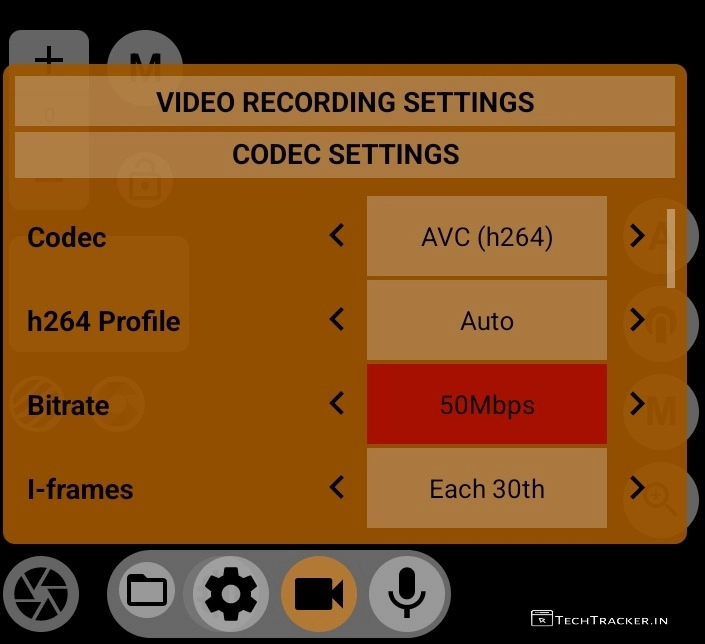 M
VIDEO RECORDING SETTINGS
CODEC SETTINGS
Codec
AVC (h264)
A
h264 Profile
Auto
Bitrate
50Mbps
M
I-frames
Each 30th
TECHTRACKER.IN